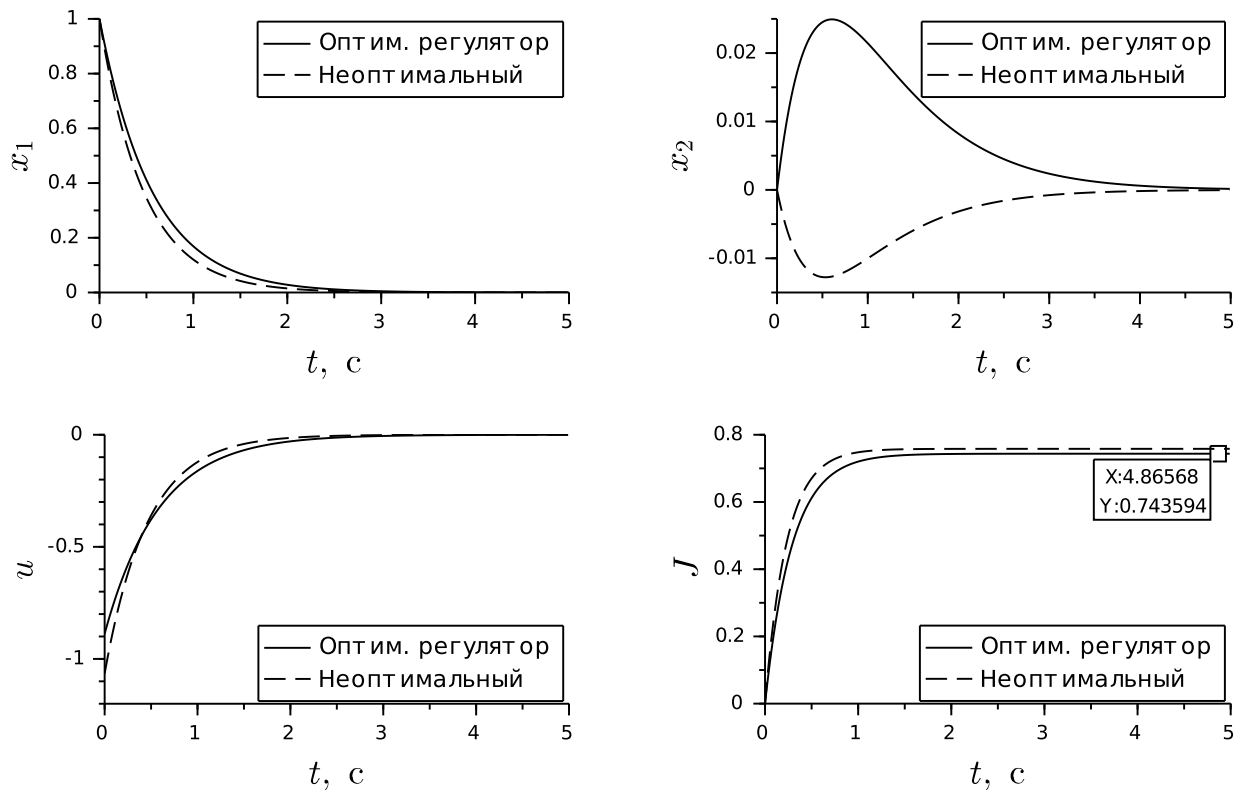 1
0.8
0.6
0.4
0.2
0
x1
0 1 2 3 4 5
t, с
Оптим. регулятор
Неоптимальный
0.02
0.01
0
-0.01
x2
0 1 2 3 4 5
t, с
Оптим. регулятор
Неоптимальный
0
-0.5
-1
u
0 1 2 3 4 5
t, с
Оптим. регулятор
Неоптимальный
0.8
0.6
0.4
0.2
0
J
0 1 2 3 4 5
t, с
X:4.86568
Y:0.743594
Оптим. регулятор
Неоптимальный